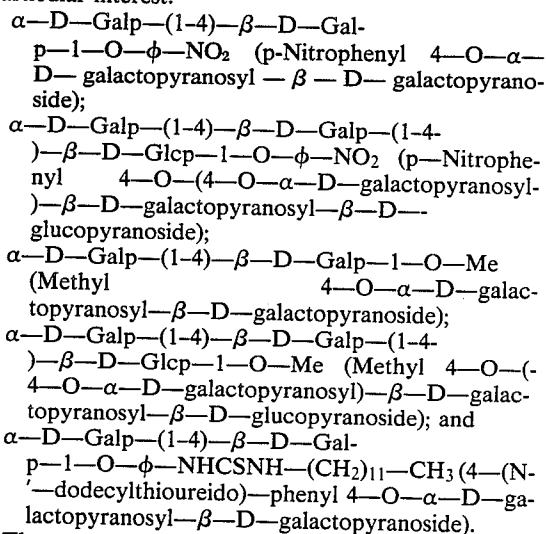 α—D—Galp—(1-4)—β—D—Gal-
p—1—O—ϕ—NO₂ (p-Nitrophenyl 4—O—α—
D— galactopyranosyl — β — D— galactopyrano-
side);
α—D—Galp—(1-4)—β—D—Galp—(1-4-
)—β—D—Glcp—1—O—ϕ—NO₂ (p—Nitrophe-
nyl 4—O—(4—O—α—D—galactopyranosyl-
)—β—D—galactopyranosyl—β—D—-
glucopyranoside);
α—D—Galp—(1-4)—β—D—Galp—1—O—Me
(Methyl 4—O—α—D—galac-
topyranosyl—β—D—galactopyranoside);
α—D—Galp—(1-4)—β—D—Galp—(1-4-
)—β—D—Glcp—1—O—Me (Methyl 4—O—(-
4—O—α—D—galactopyranosyl)—β—D—galac-
topyranosyl—β—D—glucopyranoside); and
α—D—Galp—(1-4)—β—D—Gal-
p—1—O—ϕ—NHCSNH—(CH₂)₁₁—CH₃ (4—(N-
'—dodecylthioureido)—phenyl 4—O—α—D—ga-
lactopyranosyl—β—D—galactopyranoside).